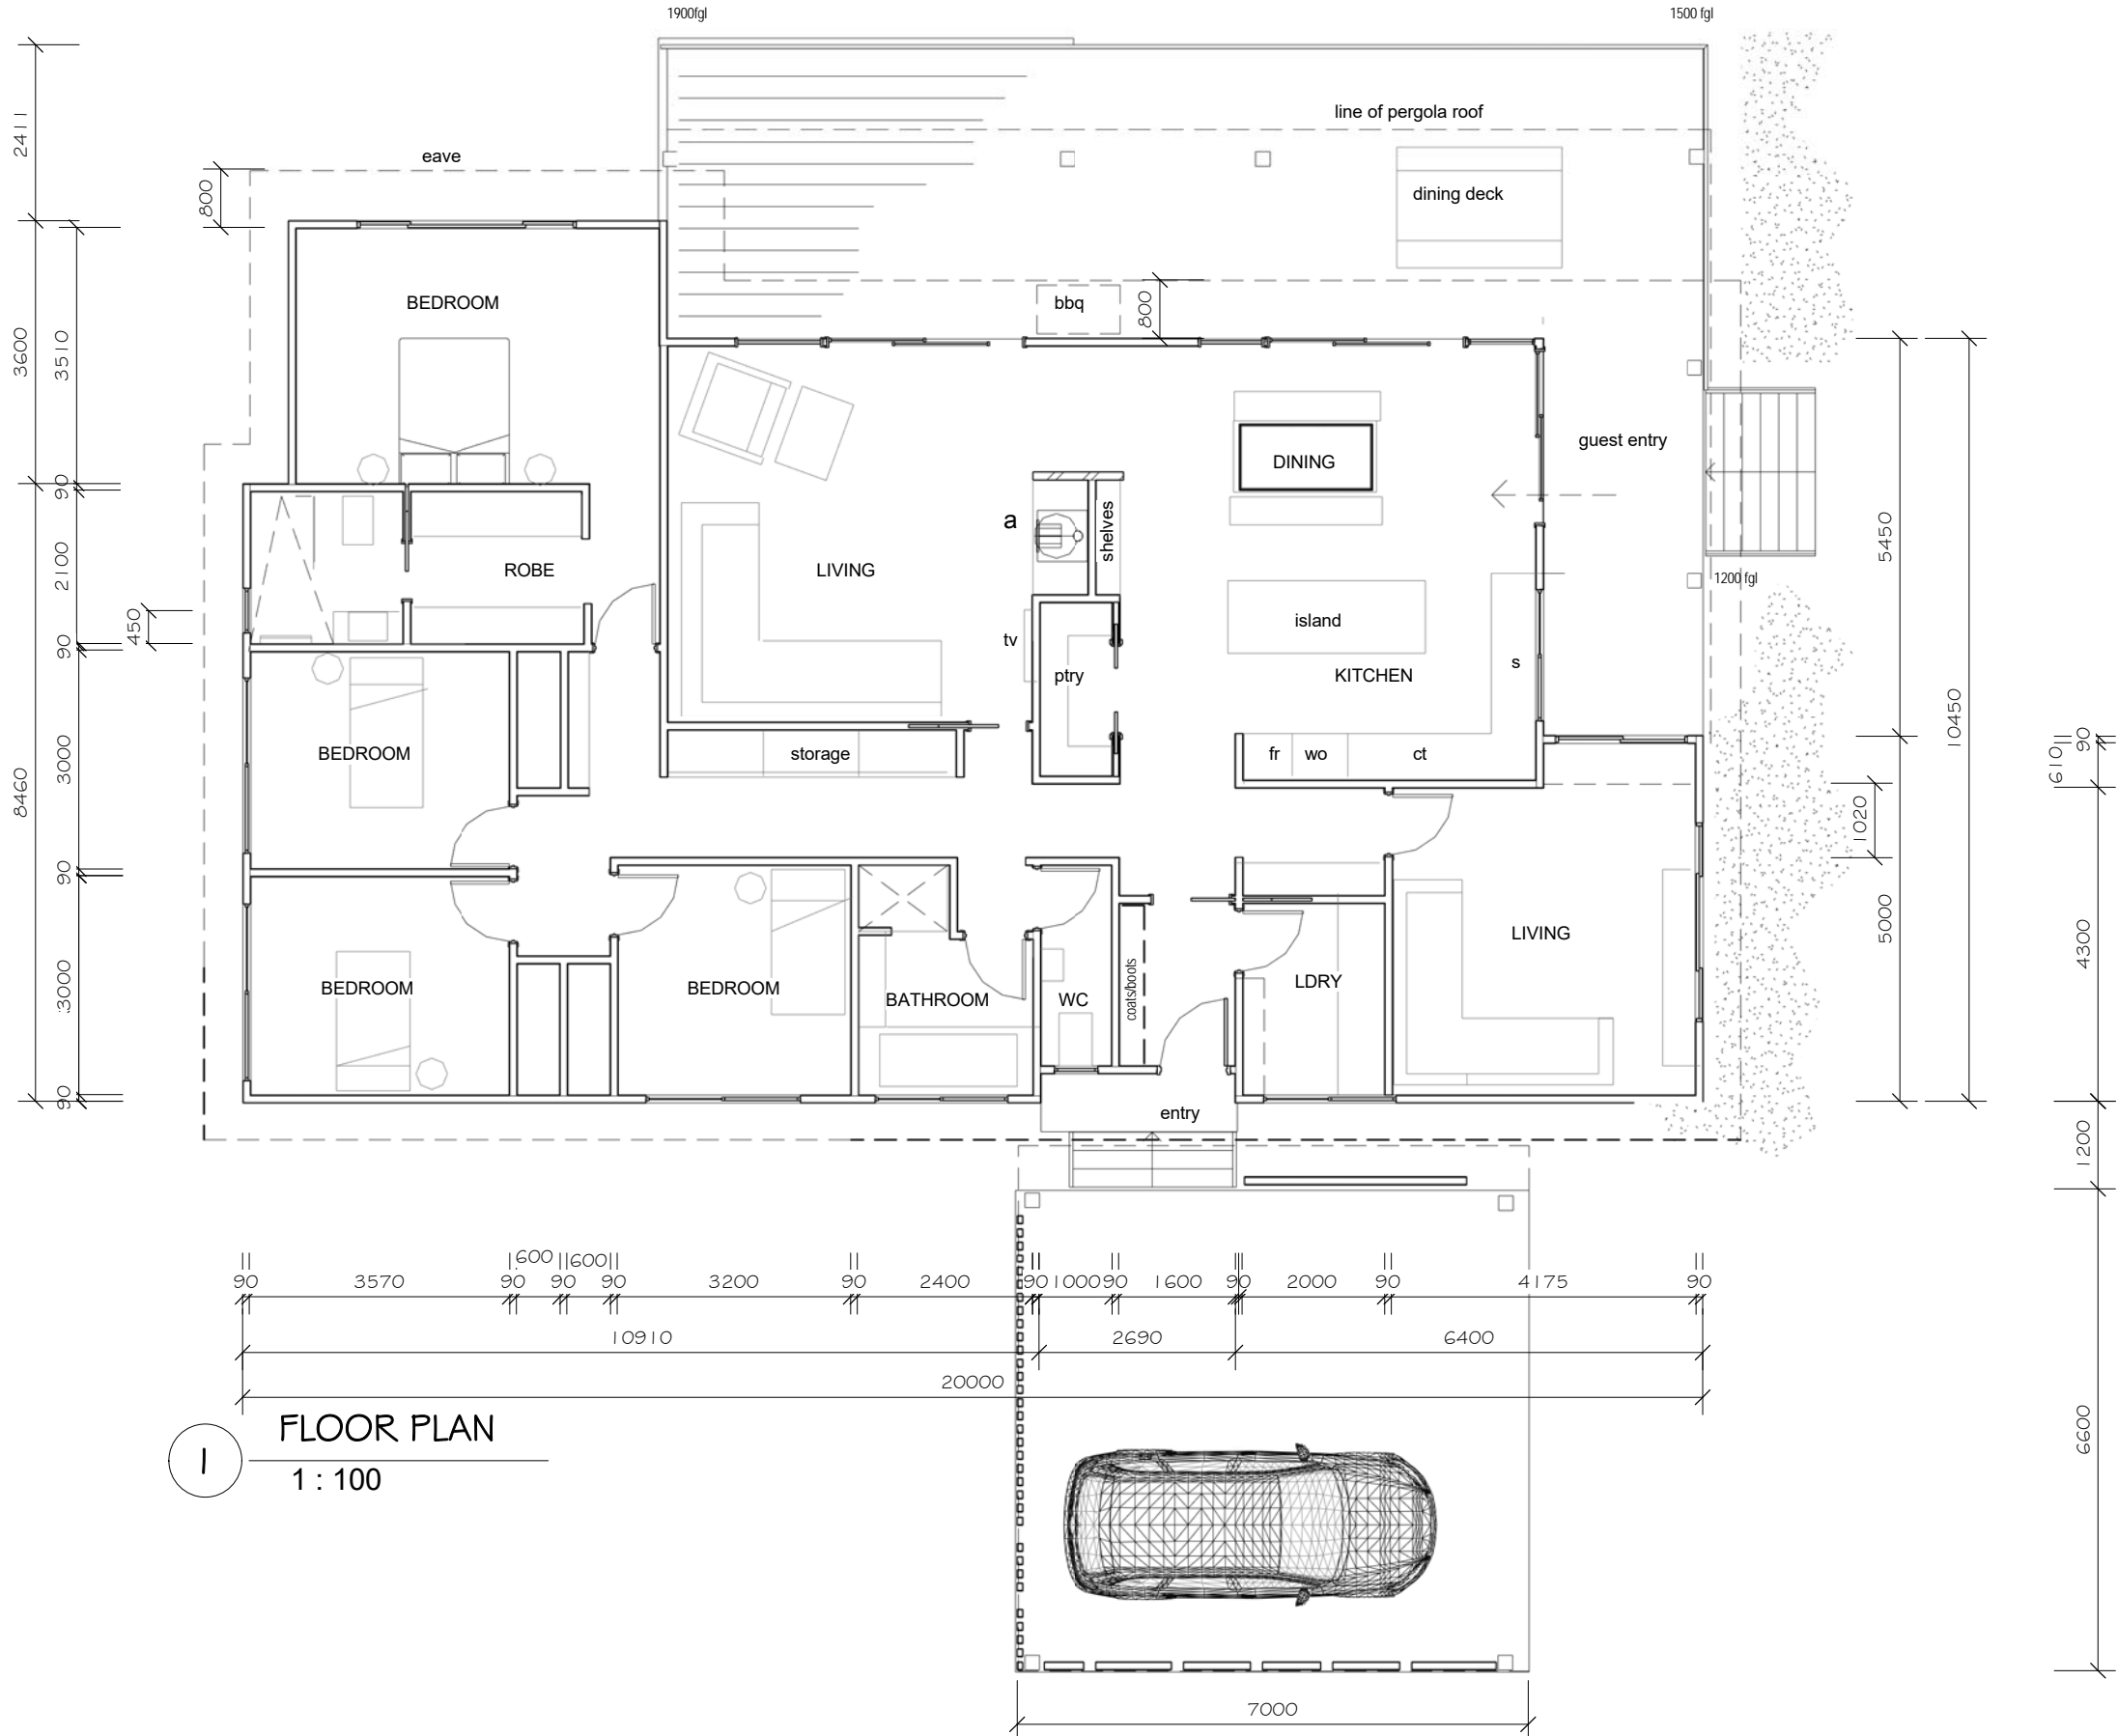 1900fgl
1500 fgl
line of pergola roof
eave
dining deck
2411
800
BEDROOM
bbq
800
3600
3510
guest entry
DINING
90
a
shelves
5450
2100
ROBE
LIVING
1200 fgl
450
island
tv
90
ptry
KITCHEN
s
10450
BEDROOM
storage
fr
wo
ct
3000
610
90
8460
1020
90
LIVING
5000
4300
3000
BEDROOM
BEDROOM
BATHROOM
WC
coats/boots
LDRY
90
entry
1200
90
3570
90
600
90
600
90
3200
90
2400
90
1000
90
1600
90
2000
90
4175
90
10910
2690
6400
20000
1
FLOOR PLAN
1 : 100
6600
7000